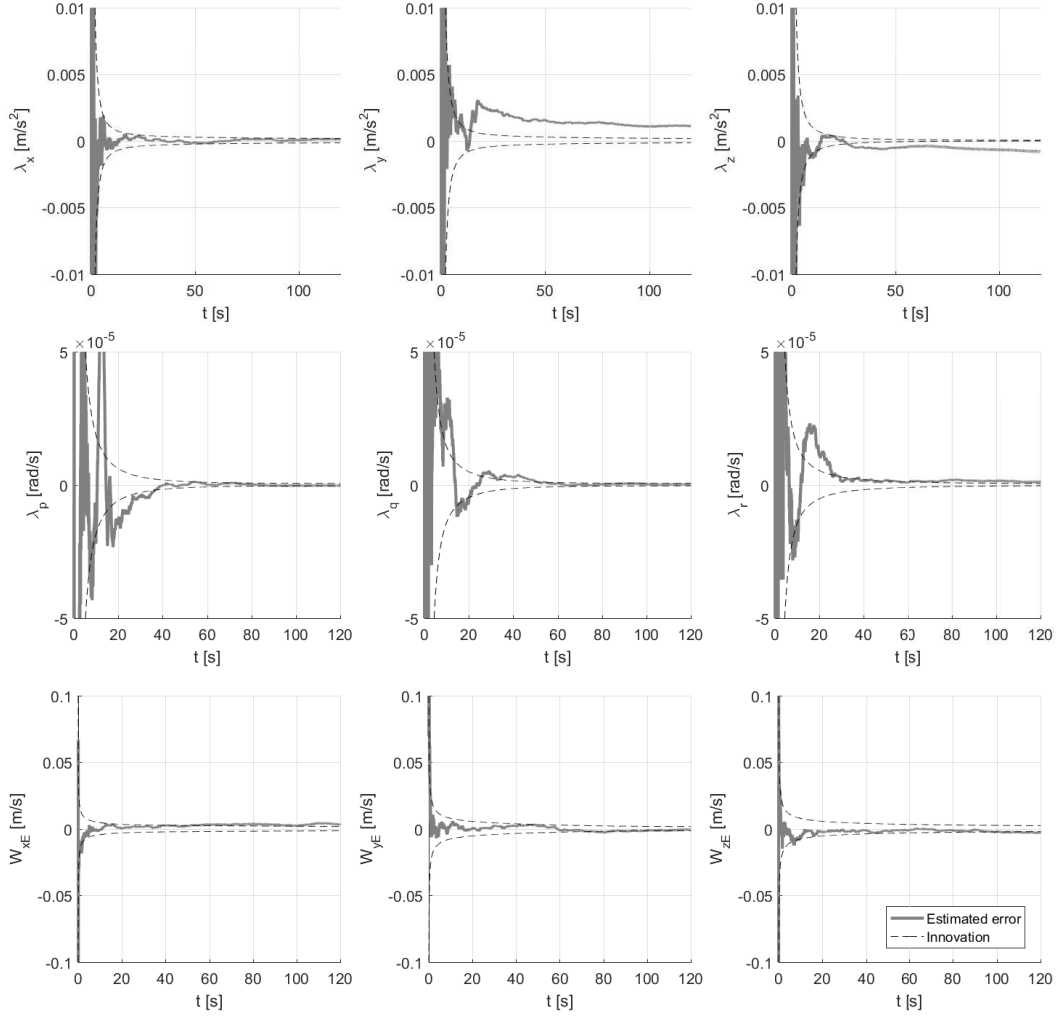 0.01 0.01 0.01
0.005 0.005 0.005
0 0 0
-0.005 -0.005 -0.005
-0.01 -0.01 -0.01
λx [m/s²] λy [m/s²] λz [m/s²]
0 50 100 0 50 100 0 50 100
t [s] t [s] t [s]
×10⁻⁵ ×10⁻⁵ ×10⁻⁵
5 5 5
0 0 0
-5 -5 -5
λp [rad/s] λq [rad/s] λr [rad/s]
0 20 40 60 80 100 120 0 20 40 60 80 100 120 0 20 40 60 80 100 120
t [s] t [s] t [s]
0.1 0.1 0.1
0.05 0.05 0.05
0 0 0
-0.05 -0.05 -0.05
-0.1 -0.1 -0.1
WxE [m/s] WyE [m/s] WzE [m/s]
Estimated error
Innovation
0 20 40 60 80 100 120 0 20 40 60 80 100 120 0 20 40 60 80 100 120
t [s] t [s] t [s]